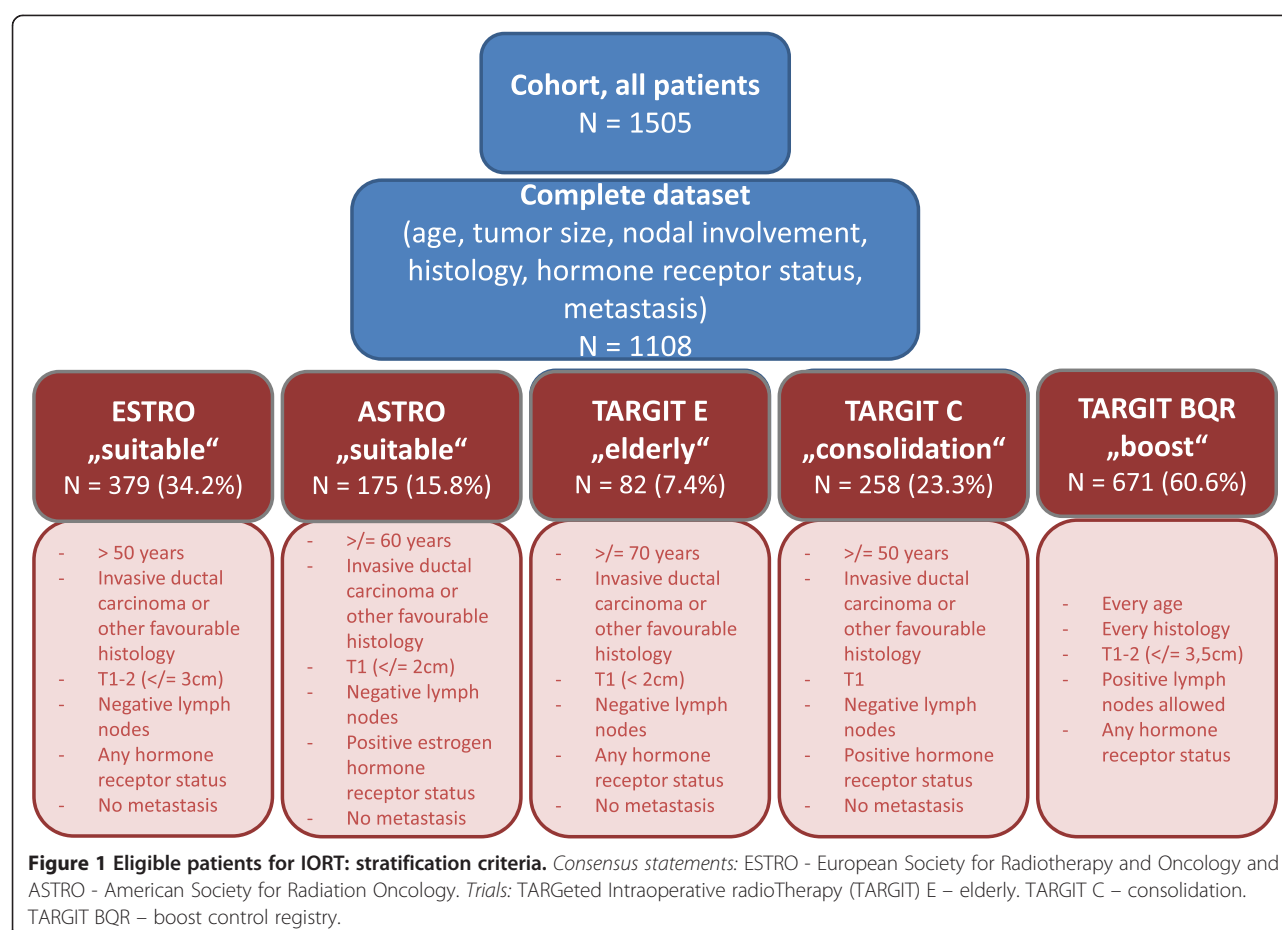 Cohort, all patients
N = 1505
Complete dataset
(age, tumor size, nodal involvement,
histology, hormone receptor status,
metastasis)
N = 1108
ESTRO
„suitable“
N = 379 (34.2%)
ASTRO
„suitable“
N = 175 (15.8%)
TARGIT E
„elderly“
N = 82 (7.4%)
TARGIT C
„consolidation“
N = 258 (23.3%)
TARGIT BQR
„boost“
N = 671 (60.6%)
- > 50 years
- Invasive ductal
carcinoma or
other favourable
histology
- T1-2 (</= 3cm)
- Negative lymph
nodes
- Any hormone
receptor status
- No metastasis
- >/= 60 years
- Invasive ductal
carcinoma or
other favourable
histology
- T1 (</= 2cm)
- Negative lymph
nodes
- Positive estrogen
hormone
receptor status
- No metastasis
- >/= 70 years
- Invasive ductal
carcinoma or
other favourable
histology
- T1 (< 2cm)
- Negative lymph
nodes
- Any hormone
receptor status
- No metastasis
- >/= 50 years
- Invasive ductal
carcinoma or
other favourable
histology
- T1
- Negative lymph
nodes
- Positive hormone
receptor status
- No metastasis
- Every age
- Every histology
- T1-2 (</= 3,5cm)
- Positive lymph
nodes allowed
- Any hormone
receptor status
Figure 1 Eligible patients for IORT: stratification criteria. Consensus statements: ESTRO - European Society for Radiotherapy and Oncology and
ASTRO - American Society for Radiation Oncology. Trials: TARGeted Intraoperative radioTherapy (TARGIT) E – elderly. TARGIT C – consolidation.
TARGIT BQR – boost control registry.